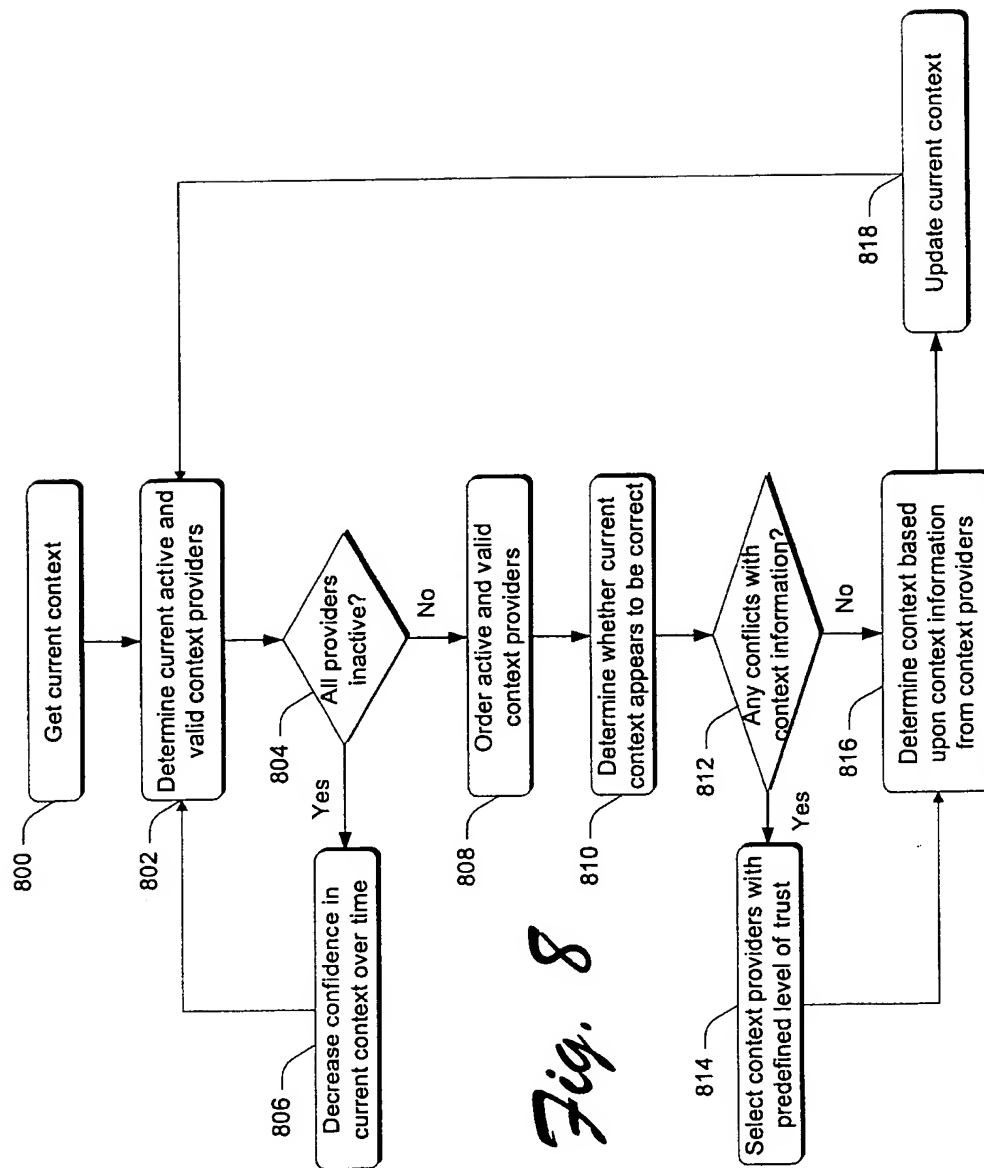 800
Get current context
802
Determine current active and
valid context providers
804
All providers
inactive?
Yes
No
806
Decrease confidence in
current context over time
808
Order active and valid
context providers
810
Determine whether current
context appears to be correct
812
Any conflicts with
context information?
Yes
No
814
Select context providers with
predefined level of trust
816
Determine context based
upon context information
from context providers
818
Update current context
Fig. 8